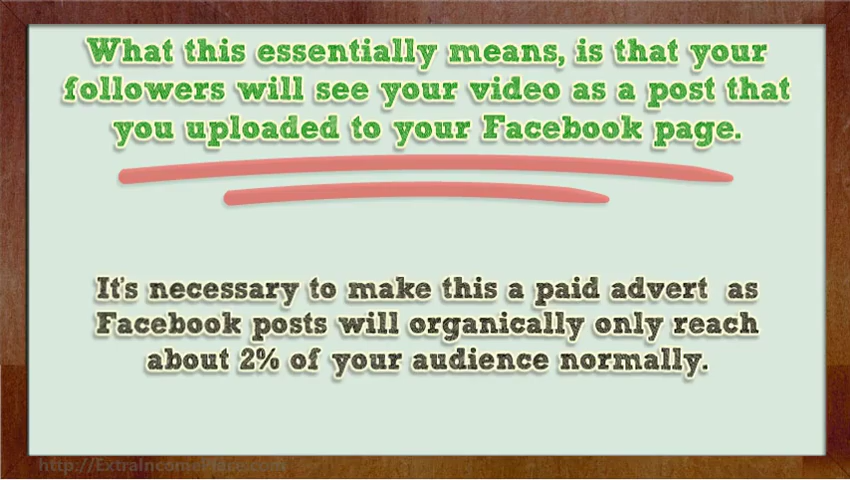 What this essentially means, is that your
followers will see your video as a post that
you uploaded to your Facebook page.
It's necessary to make this a paid advert as
Facebook posts will organically only reach
about 2% of your audience normally.
http://ExtraIncomePlace.com